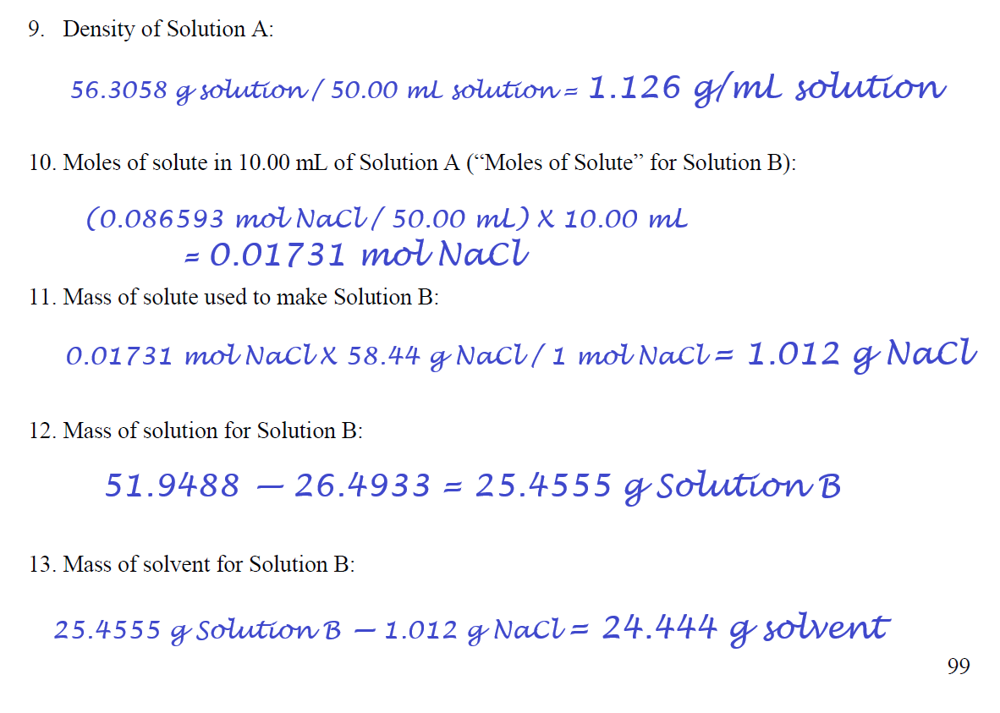 9. Density of Solution A:
56.3058 g solution / 50.00 mL solution = 1.126 g/mL solution
10. Moles of solute in 10.00 mL of Solution A (“Moles of Solute” for Solution B):
(0.086593 mol NaCl / 50.00 mL) X 10.00 mL
= 0.01731 mol NaCl
11. Mass of solute used to make Solution B:
0.01731 mol NaCl X 58.44 g NaCl / 1 mol NaCl = 1.012 g NaCl
12. Mass of solution for Solution B:
51.9488 – 26.4933 = 25.4555 g Solution B
13. Mass of solvent for Solution B:
25.4555 g Solution B – 1.012 g NaCl = 24.444 g solvent
99